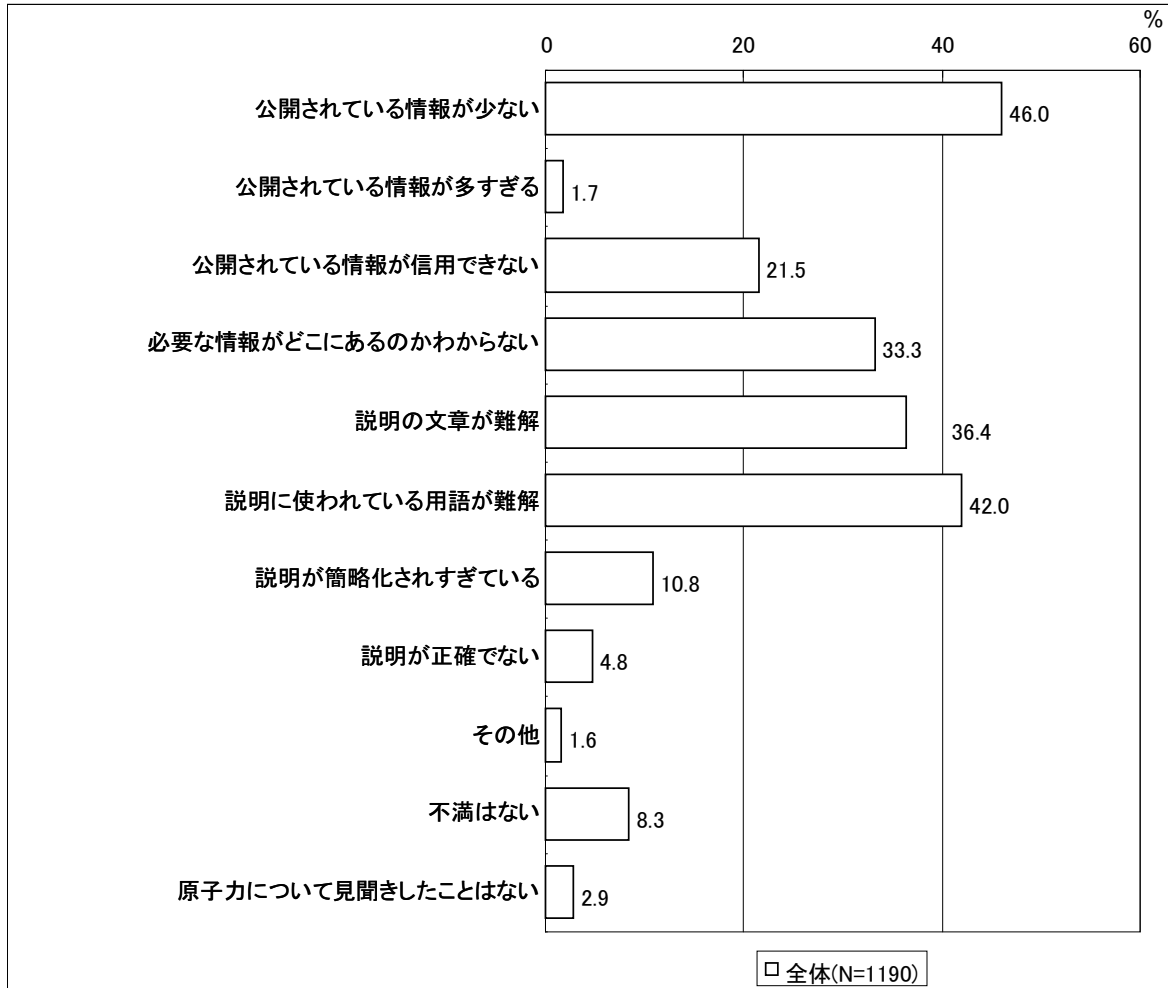 %
0 20 40 60
公開されている情報が少ない 46.0
公開されている情報が多すぎる 1.7
公開されている情報が信用できない 21.5
必要な情報がどこにあるのかわからない 33.3
説明の文章が難解 36.4
説明に使われている用語が難解 42.0
説明が簡略化されすぎている 10.8
説明が正確でない 4.8
その他 1.6
不満はない 8.3
原子力について見聞きしたことはない 2.9
全体(N=1190)